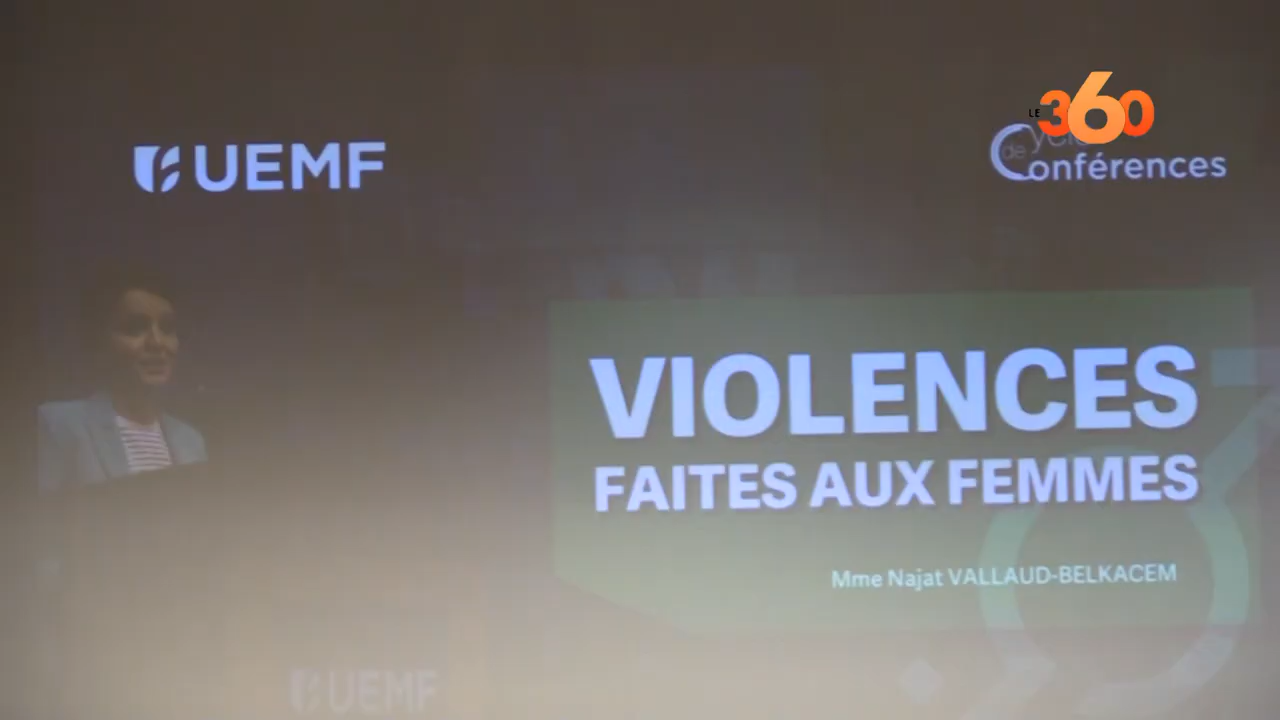 LE 360
UEMF
Cycle
de
Conférences
VIOLENCES
FAITES AUX FEMMES
Mme Najat VALLAUD-BELKACEM
UEMF